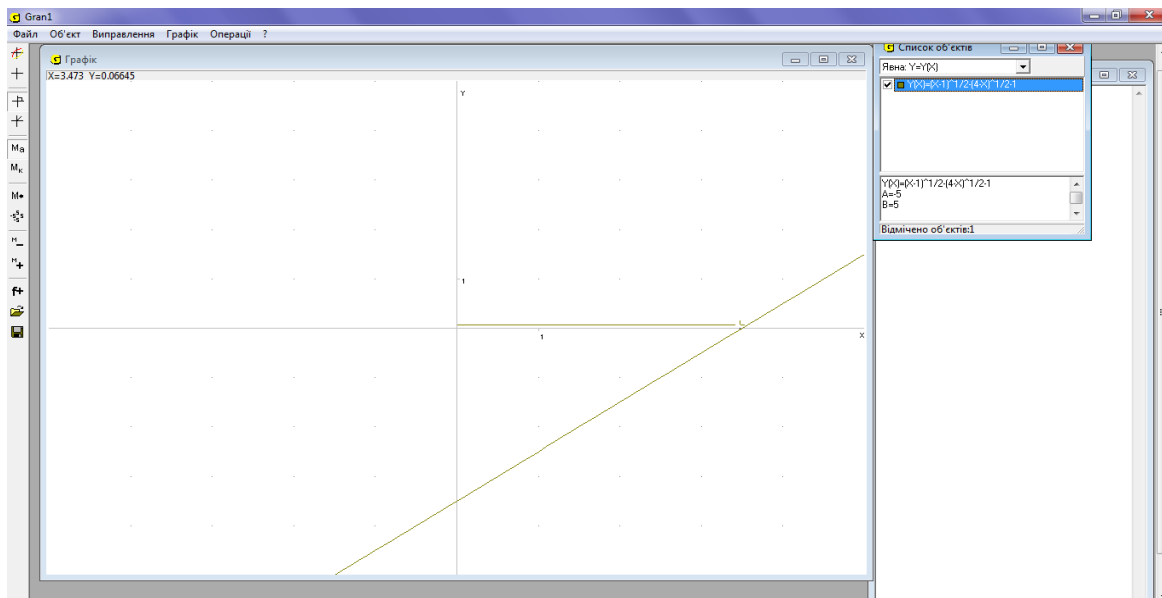 Gran1
Файл Об'єкт Виправлення Графік Операції ?
Графік
X=3.473 Y=0.06645
Y
1
1
X
Список об'єктів
Явна: Y=Y(X)
Y(X)=(X-1)^1/2-(4-X)^1/2-1
Y(X)=(X-1)^1/2-(4-X)^1/2-1
A=-5
B=5
Відмічено об'єктів:1
Ма
Мк
М
S S S
М
М+
f+